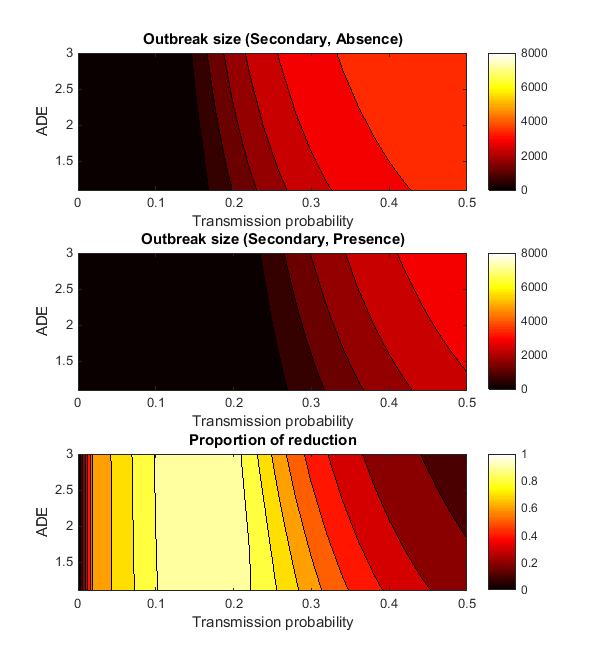 Outbreak size (Secondary, Absence)
3
2.5
2
1.5
ADE
0 0.1 0.2 0.3 0.4 0.5
Transmission probability
8000
6000
4000
2000
0
Outbreak size (Secondary, Presence)
3
2.5
2
1.5
ADE
0 0.1 0.2 0.3 0.4 0.5
Transmission probability
8000
6000
4000
2000
0
Proportion of reduction
3
2.5
2
1.5
ADE
0 0.1 0.2 0.3 0.4 0.5
Transmission probability
1
0.8
0.6
0.4
0.2
0